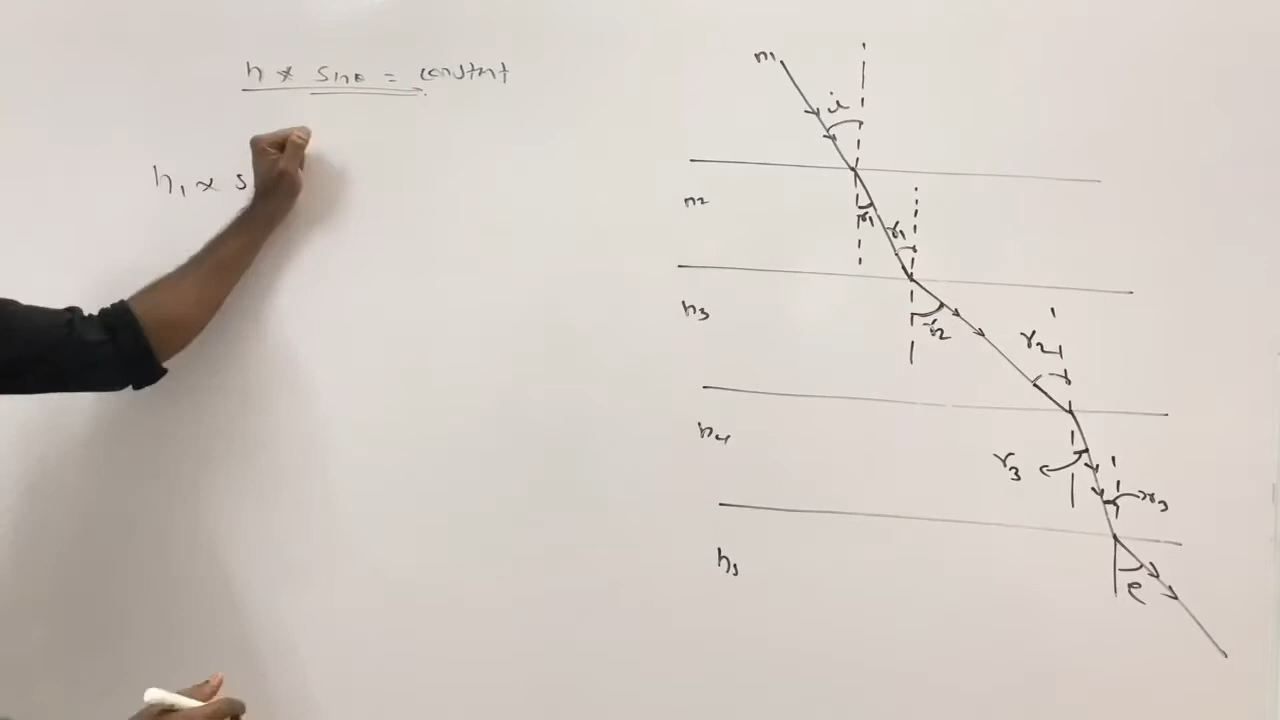 n * sinθ = constant
n₁ × s
n₁
i
n₂
r₁
r₁
n₃
r₂
r₂
n₄
r₃
r₃
n₅
e